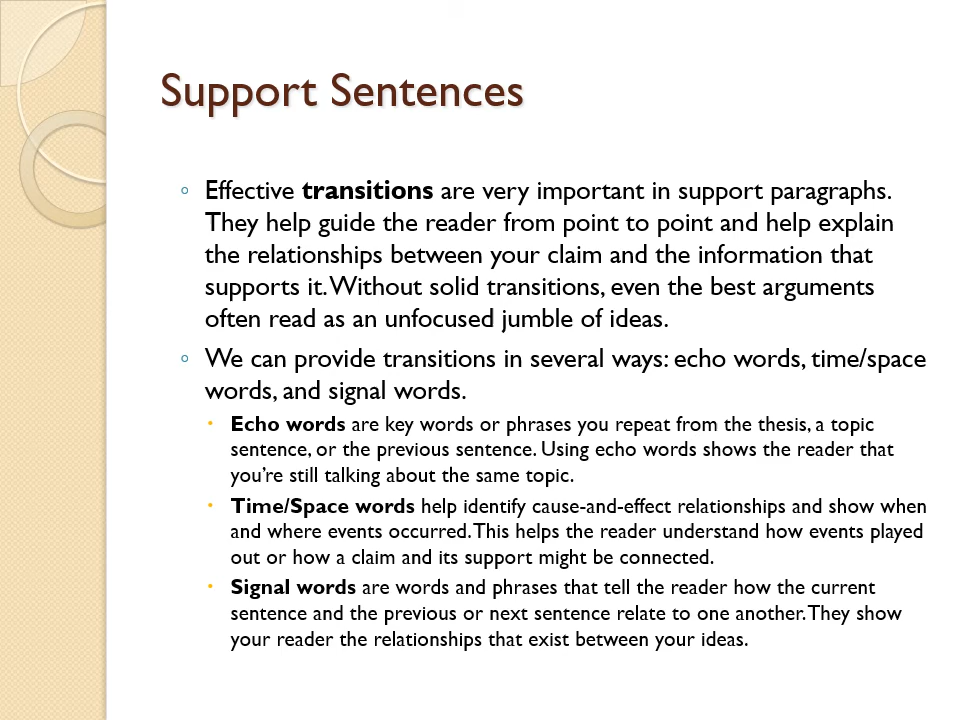 Support Sentences
Effective transitions are very important in support paragraphs.
They help guide the reader from point to point and help explain
the relationships between your claim and the information that
supports it. Without solid transitions, even the best arguments
often read as an unfocused jumble of ideas.
We can provide transitions in several ways: echo words, time/space
words, and signal words.
Echo words are key words or phrases you repeat from the thesis, a topic
sentence, or the previous sentence. Using echo words shows the reader that
you’re still talking about the same topic.
Time/Space words help identify cause-and-effect relationships and show when
and where events occurred. This helps the reader understand how events played
out or how a claim and its support might be connected.
Signal words are words and phrases that tell the reader how the current
sentence and the previous or next sentence relate to one another. They show
your reader the relationships that exist between your ideas.